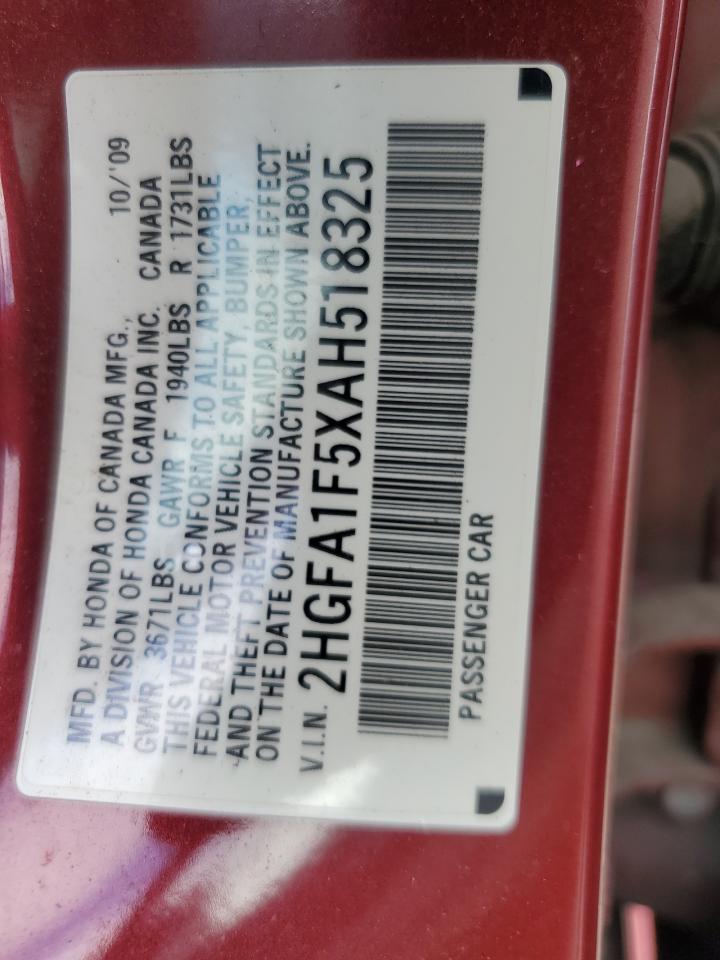 MFD. BY HONDA OF CANADA MFG., 10/'09
A DIVISION OF HONDA CANADA INC. CANADA
GVWR 3671LBS GAWR F 1940LBS R 1731LBS
THIS VEHICLE CONFORMS TO ALL APPLICABLE
FEDERAL MOTOR VEHICLE SAFETY, BUMPER,
AND THEFT PREVENTION STANDARDS IN EFFECT
ON THE DATE OF MANUFACTURE SHOWN ABOVE.
V.I.N. 2HGFA1F5XAH518325
PASSENGER CAR